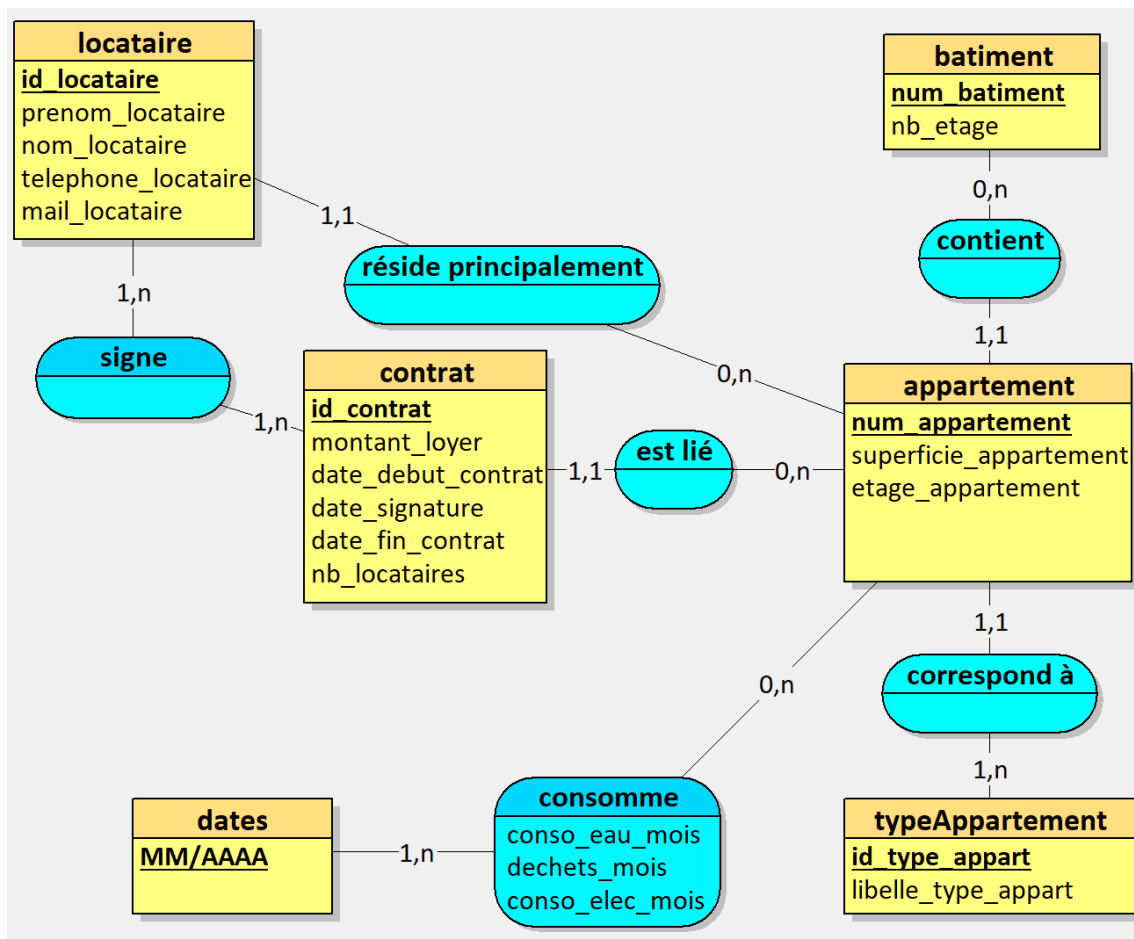 locataire
id_locataire
prenom_locataire
nom_locataire
telephone_locataire
mail_locataire
batiment
num_batiment
nb_etage
1,1
0,n
réside principalement
contient
1,n
1,1
signe
0,n
1,n
contrat
id_contrat
montant_loyer
date_debut_contrat
date_signature
date_fin_contrat
nb_locataires
1,1
est lié
0,n
appartement
num_appartement
superficie_appartement
etage_appartement
1,1
0,n
correspond à
1,n
dates
MM/AAAA
1,n
consomme
conso_eau_mois
dechets_mois
conso_elec_mois
typeAppartement
id_type_appart
libelle_type_appart